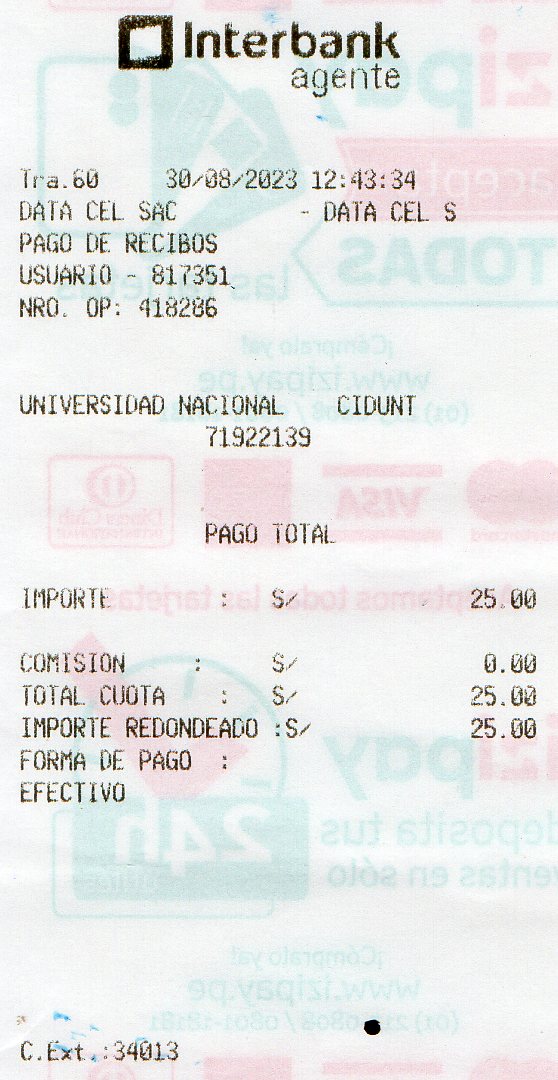 Interbank
agente
Tra.60 30/08/2023 12:43:34
DATA CEL SAC - DATA CEL S
PAGO DE RECIBOS
USUARIO - 817351
NRO. OP: 418286
UNIVERSIDAD NACIONAL CIDUNT
71922139
PAGO TOTAL
IMPORTE : S/ 25.00
COMISION : S/ 0.00
TOTAL CUOTA : S/ 25.00
IMPORTE REDONDEADO :S/ 25.00
FORMA DE PAGO :
EFECTIVO
C.Ext.:34013